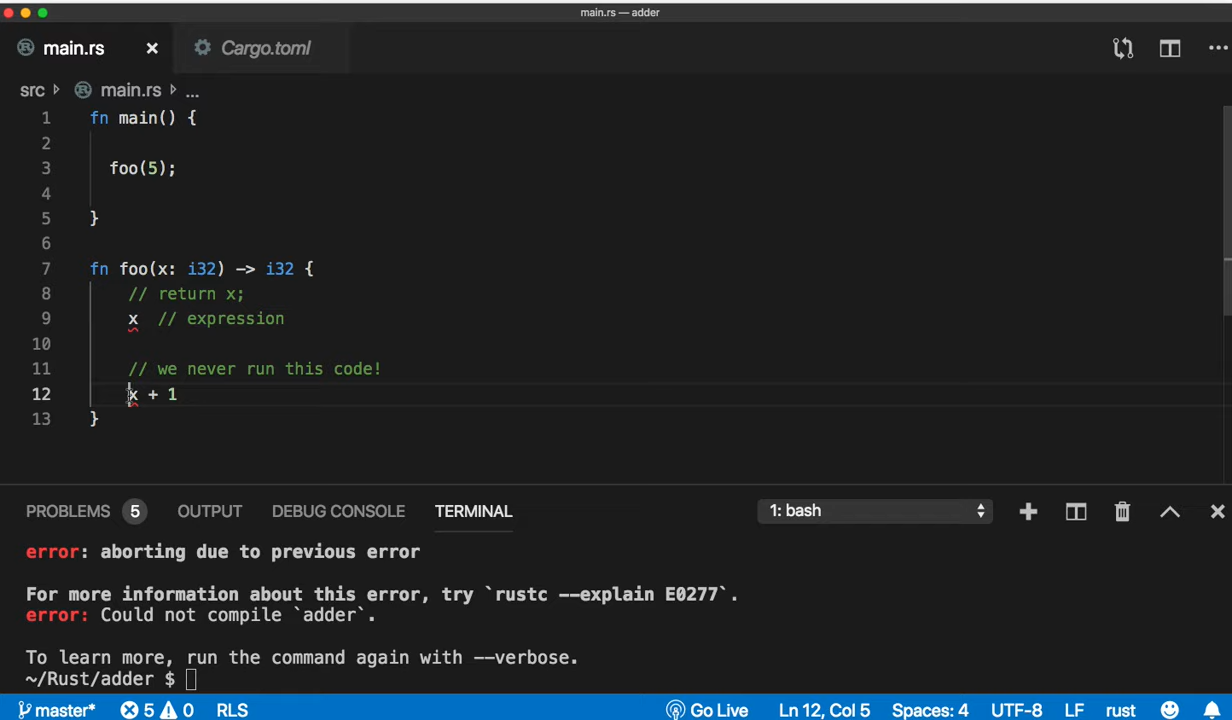 main.rs — adder
main.rs Cargo.toml
src main.rs ...
1 fn main() {
2
3 foo(5);
4
5 }
6
7 fn foo(x: i32) -> i32 {
8 // return x;
9 x // expression
10
11 // we never run this code!
12 x + 1
13 }
PROBLEMS 5 OUTPUT DEBUG CONSOLE TERMINAL 1: bash
error: aborting due to previous error
For more information about this error, try `rustc --explain E0277`.
error: Could not compile `adder`.
To learn more, run the command again with --verbose.
~/Rust/adder $
master* 5 0 RLS Go Live Ln 12, Col 5 Spaces: 4 UTF-8 LF rust